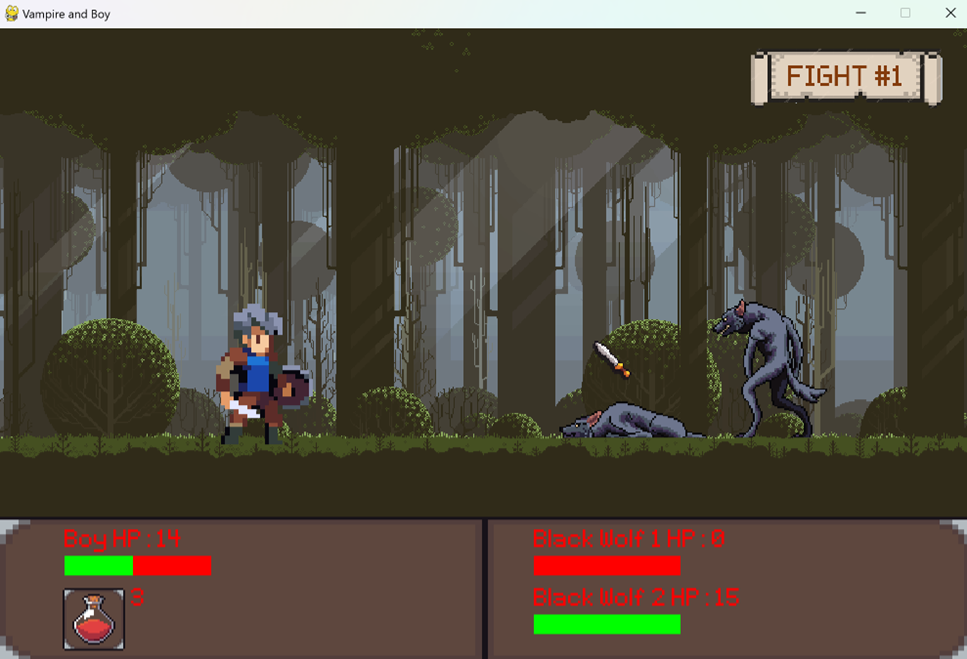 Vampire and Boy
FIGHT #1
Boy HP : 14
3
Black Wolf 1 HP : 0
Black Wolf 2 HP : 15